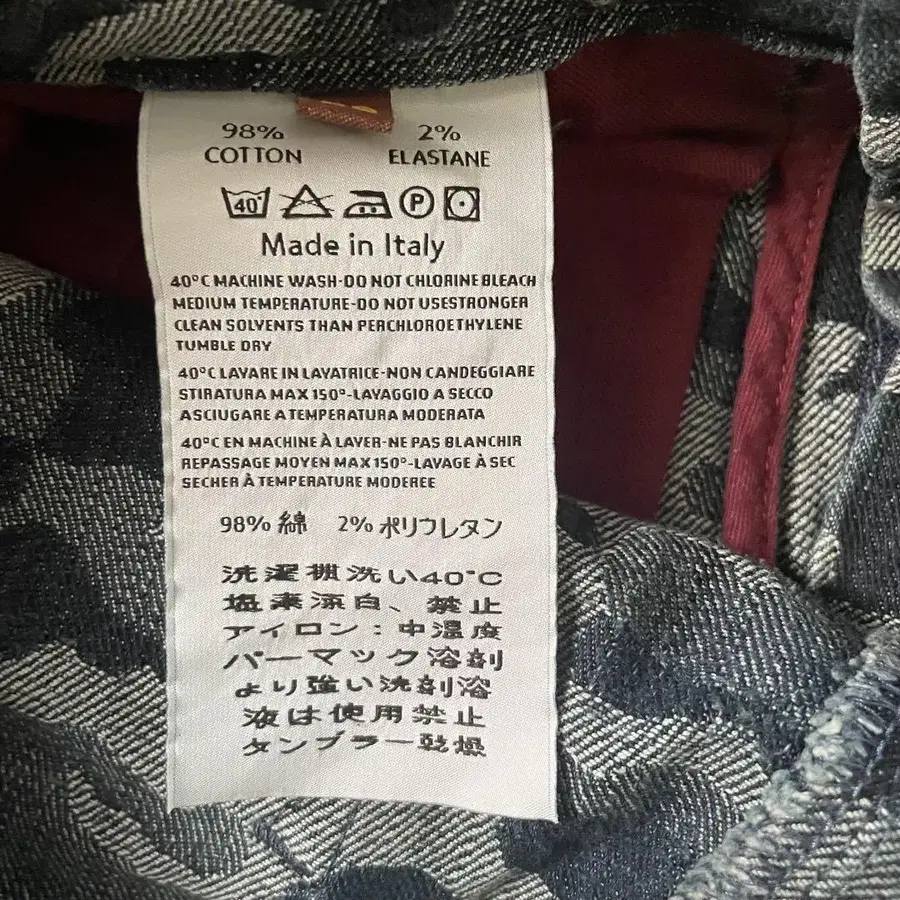 98% 2%
COTTON ELASTANE
40 P
Made in Italy
40°C MACHINE WASH-DO NOT CHLORINE BLEACH
MEDIUM TEMPERATURE-DO NOT USESTRONGER
CLEAN SOLVENTS THAN PERCHLOROETHYLENE
TUMBLE DRY
40°C LAVARE IN LAVATRICE-NON CANDEGGIARE
STIRATURA MAX 150°-LAVAGGIO A SECCO
ASCIUGARE A TEMPERATURA MODERATA
40°C EN MACHINE À LAVER-NE PAS BLANCHIR
REPASSAGE MOYEN MAX 150°-LAVAGE À SEC
SECHER À TEMPERATURE MODEREE
98% 綿 2% ポリウレタン
洗濯機洗い40°C
塩素漂白、禁止
アイロン:中温度
パーマック溶剤
より強い洗剤溶
液は使用禁止
タンブラー乾燥